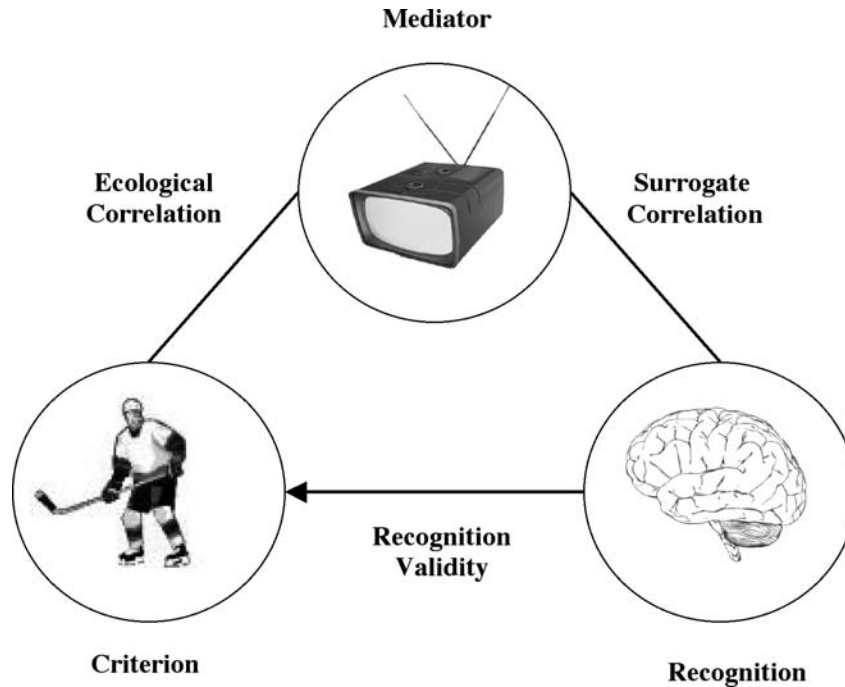 Mediator
Ecological
Correlation
Surrogate
Correlation
Recognition
Validity
Criterion
Recognition